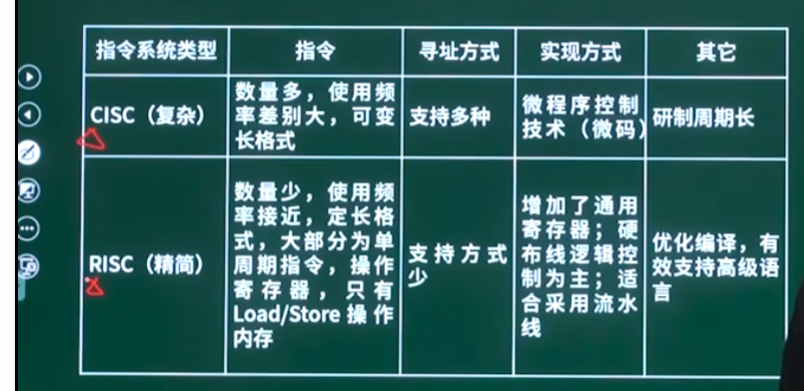 指令系统类型
指令
寻址方式
实现方式
其它
CISC（复杂）
数量多，使用频
率差别大，可变
长格式
支持多种
微程序控制
技术（微码）
研制周期长
RISC（精简）
数量少，使用频
率接近，定长格
式，大部分为单
周期指令，操作
寄存器，只有
Load/Store操作
内存
支持方式
少
增加了通用
寄存器；硬
布线逻辑控
制为主；适
合采用流水
线
优化编译，有
效支持高级语
言